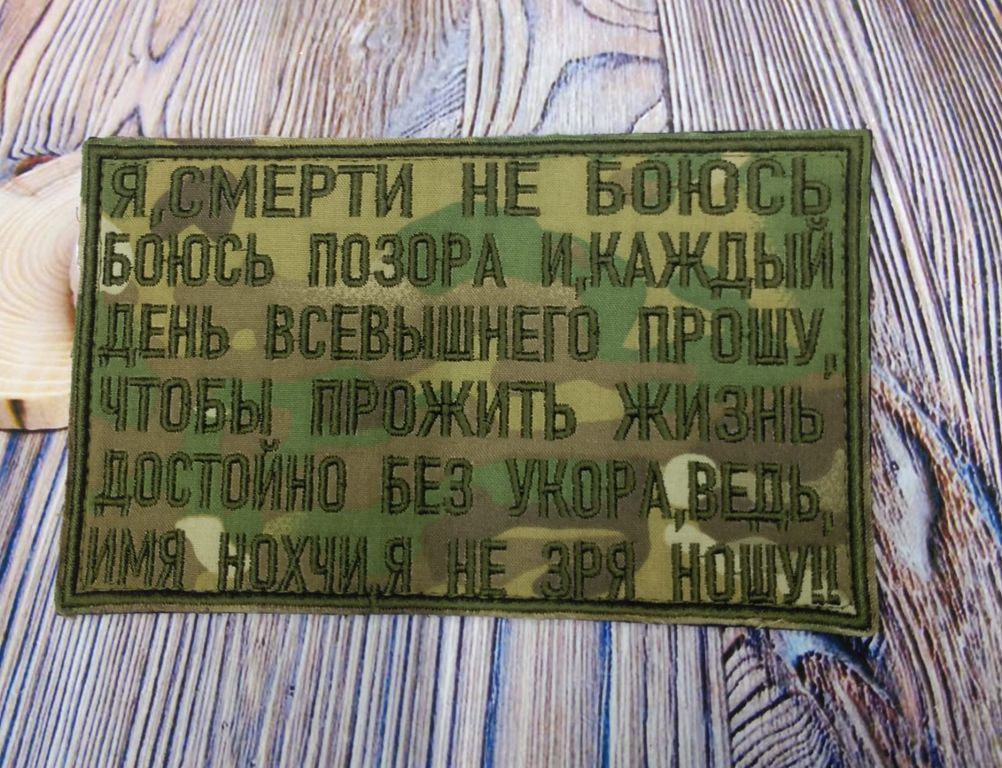 Я,СМЕРТИ НЕ БОЮСЬ
БОЮСЬ ПОЗОРА И,КАЖДЫЙ
ДЕНЬ ВСЕВЫШНЕГО ПРОШУ,
ЧТОБЫ ПРОЖИТЬ ЖИЗНЬ
ДОСТОЙНО БЕЗ УКОРА,ВЕДЬ,
ИМЯ НОХЧИ,Я НЕ ЗРЯ НОШУ!!